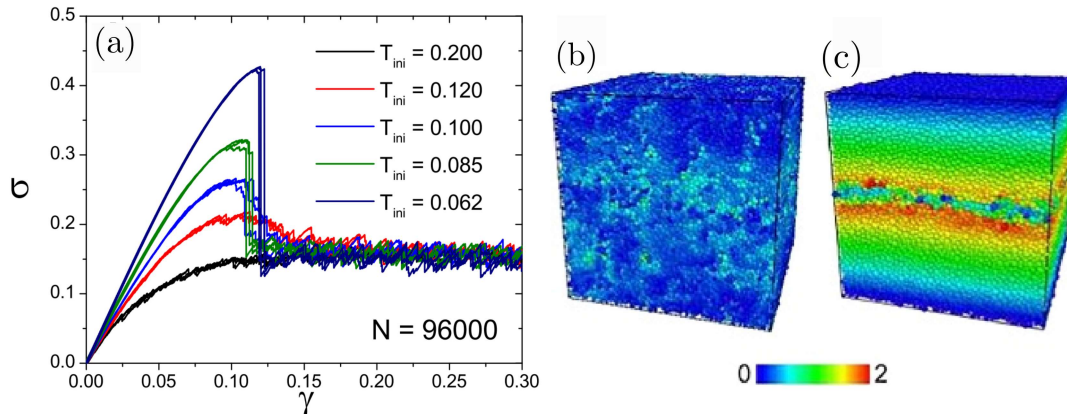 (a)
0.5
0.4
0.3
0.2
0.1
0.0
σ
0.00
0.05
0.10
0.15
0.20
0.25
0.30
γ
T_ini = 0.200
T_ini = 0.120
T_ini = 0.100
T_ini = 0.085
T_ini = 0.062
N = 96000
(b)
(c)
0
2